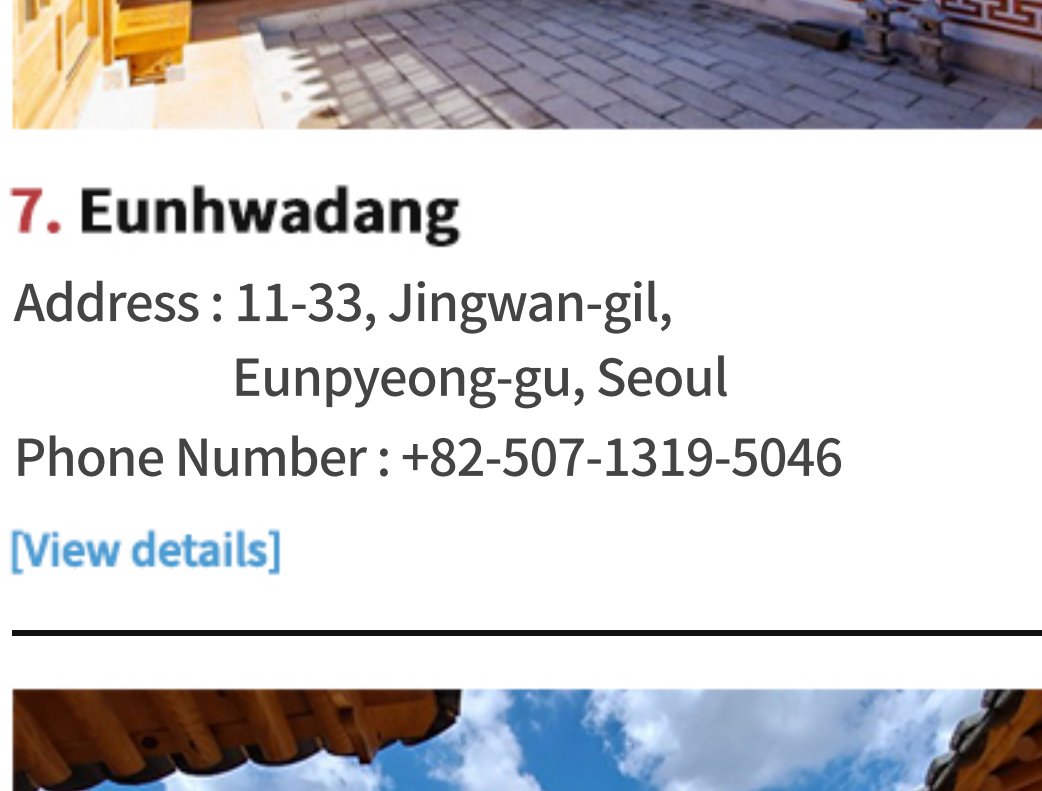 7. Eunhwadang
Address : 11-33, Jingwan-gil,
Eunpyeong-gu, Seoul
Phone Number : +82-507-1319-5046
[View details]